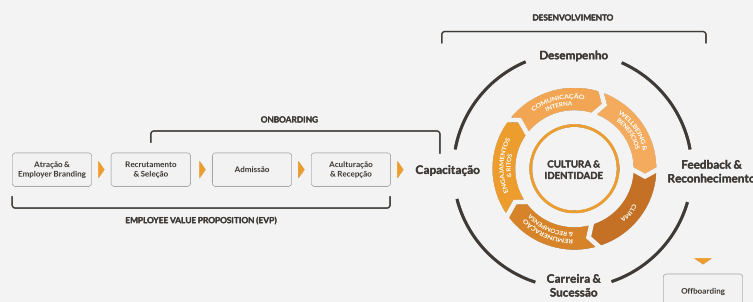 DESENVOLVIMENTO
Desempenho
ONBOARDING
Atração &
Employer Branding
Recrutamento
& Seleção
Admissão
Aculturação
& Recepção
Capacitação
EMPLOYEE VALUE PROPOSITION (EVP)
COMUNICAÇÃO
INTERNA
WELLBEING &
BENEFÍCIOS
CLIMA
REMUNERAÇÃO
& RECOMPENSA
ENGAJAMENTOS
& RITOS
CULTURA &
IDENTIDADE
Feedback &
Reconhecimento
Carreira &
Sucessão
Offboarding